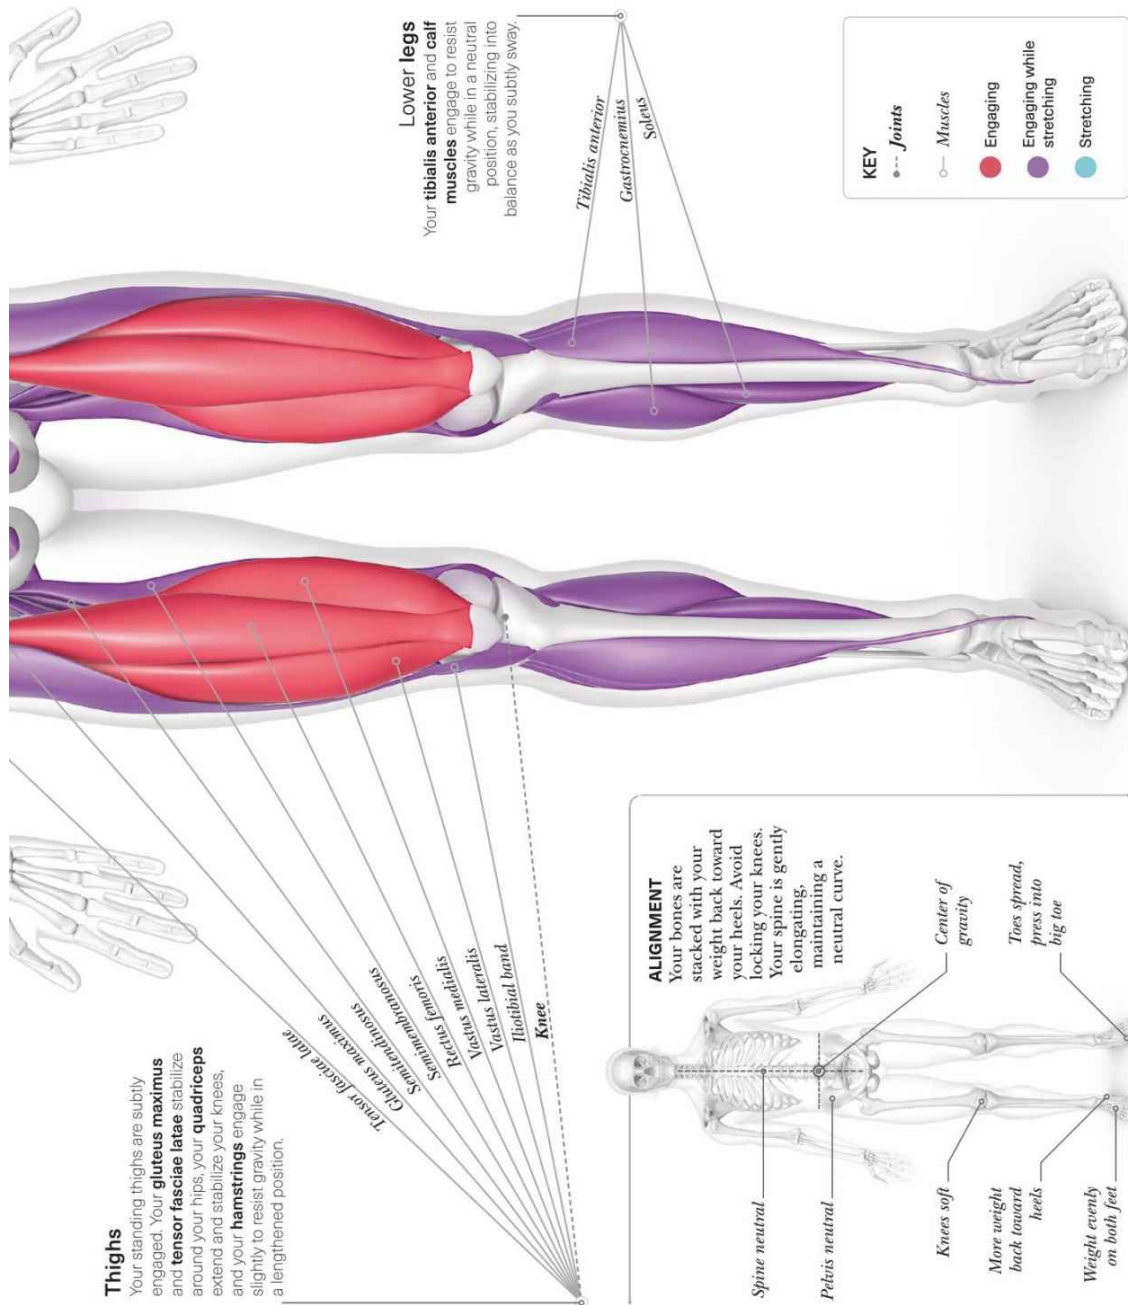 Thighs
Your standing thighs are subtly
engaged. Your gluteus maximus
and tensor fasciae latae stabilize
around your hips, your quadriceps
extend and stabilize your knees,
and your hamstrings engage
slightly to resist gravity while in
a lengthened position.
Tensor fasciae latae
Gluteus maximus
Semitendinosus
Semimembranosus
Rectus femoris
Vastus medialis
Vastus lateralis
Iliotibial band
Knee
Lower legs
Your tibialis anterior and calf
muscles engage to resist
gravity while in a neutral
position, stabilizing into
balance as you subtly sway.
Tibialis anterior
Gastrocnemius
Soleus
ALIGNMENT
Your bones are
stacked with your
weight back toward
your heels. Avoid
locking your knees.
Your spine is gently
elongating,
maintaining a
neutral curve.
Spine neutral
Pelvis neutral
Knees soft
More weight
back toward
heels
Weight evenly
on both feet
Center of
gravity
Toes spread,
press into
big toe
KEY
Joints
Muscles
Engaging
Engaging while
stretching
Stretching